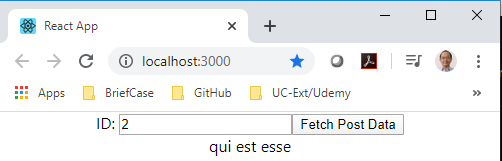 React App
localhost:3000
Apps BriefCase GitHub UC-Ext/Udemy »
ID: 2 Fetch Post Data
qui est esse